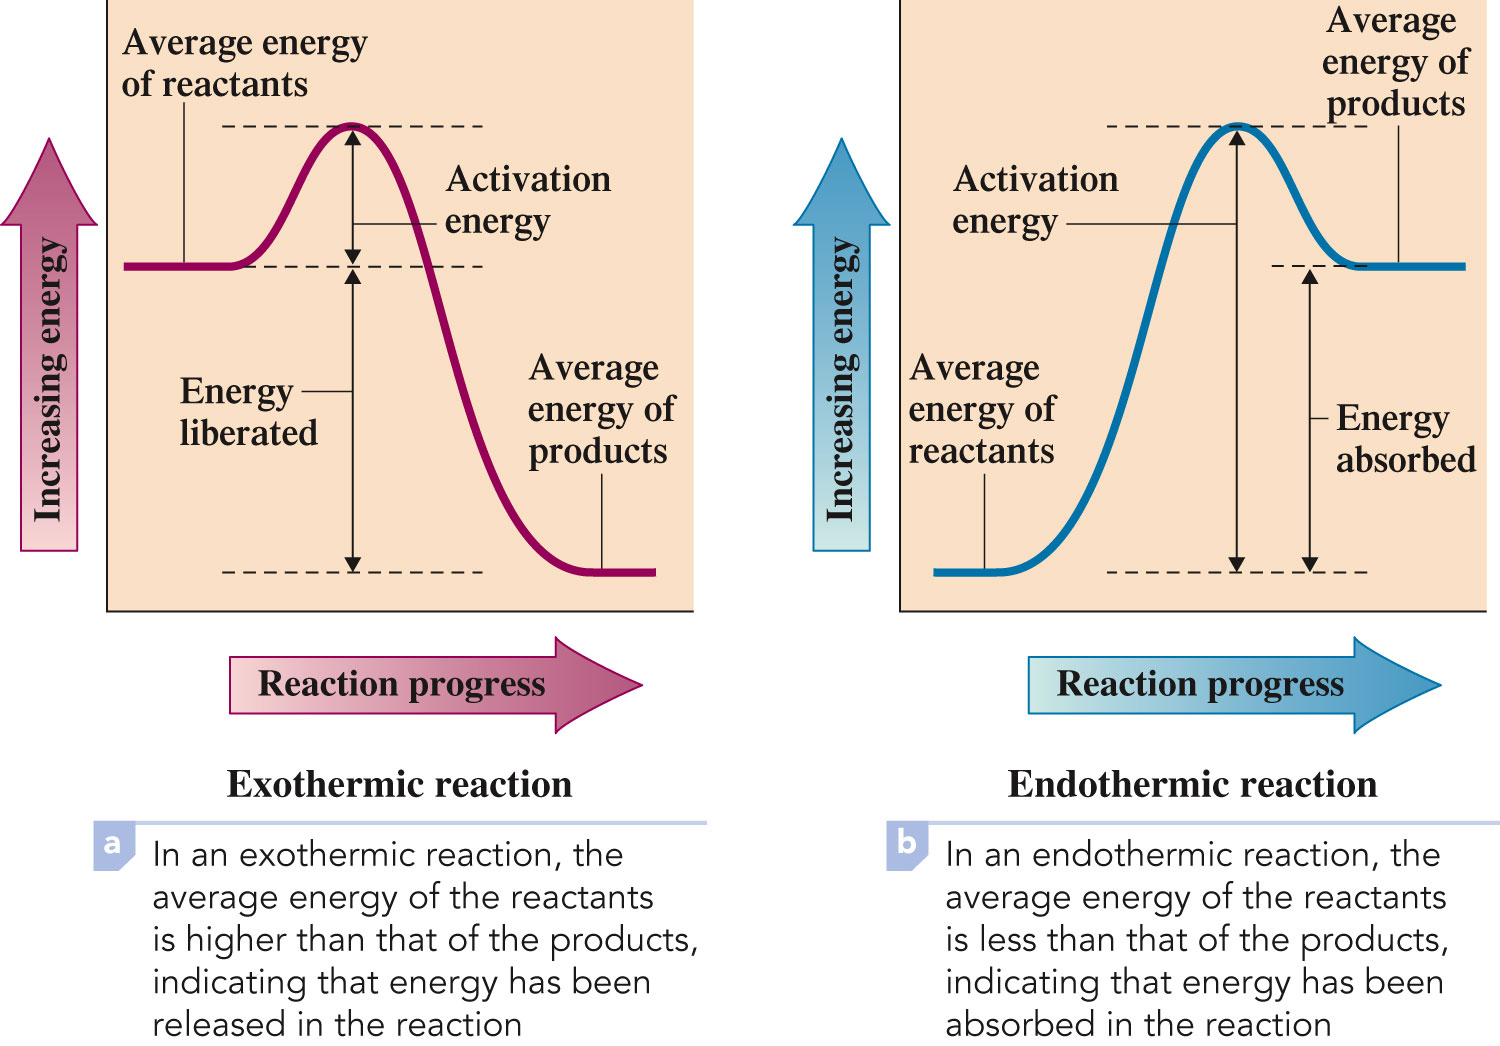 Average energy
of reactants
Activation
energy
Energy
liberated
Average
energy of
products
Increasing energy
Reaction progress
Exothermic reaction
a
In an exothermic reaction, the
average energy of the reactants
is higher than that of the products,
indicating that energy has been
released in the reaction
Average
energy of
products
Activation
energy
Average
energy of
reactants
Energy
absorbed
Increasing energy
Reaction progress
Endothermic reaction
b
In an endothermic reaction, the
average energy of the reactants
is less than that of the products,
indicating that energy has been
absorbed in the reaction